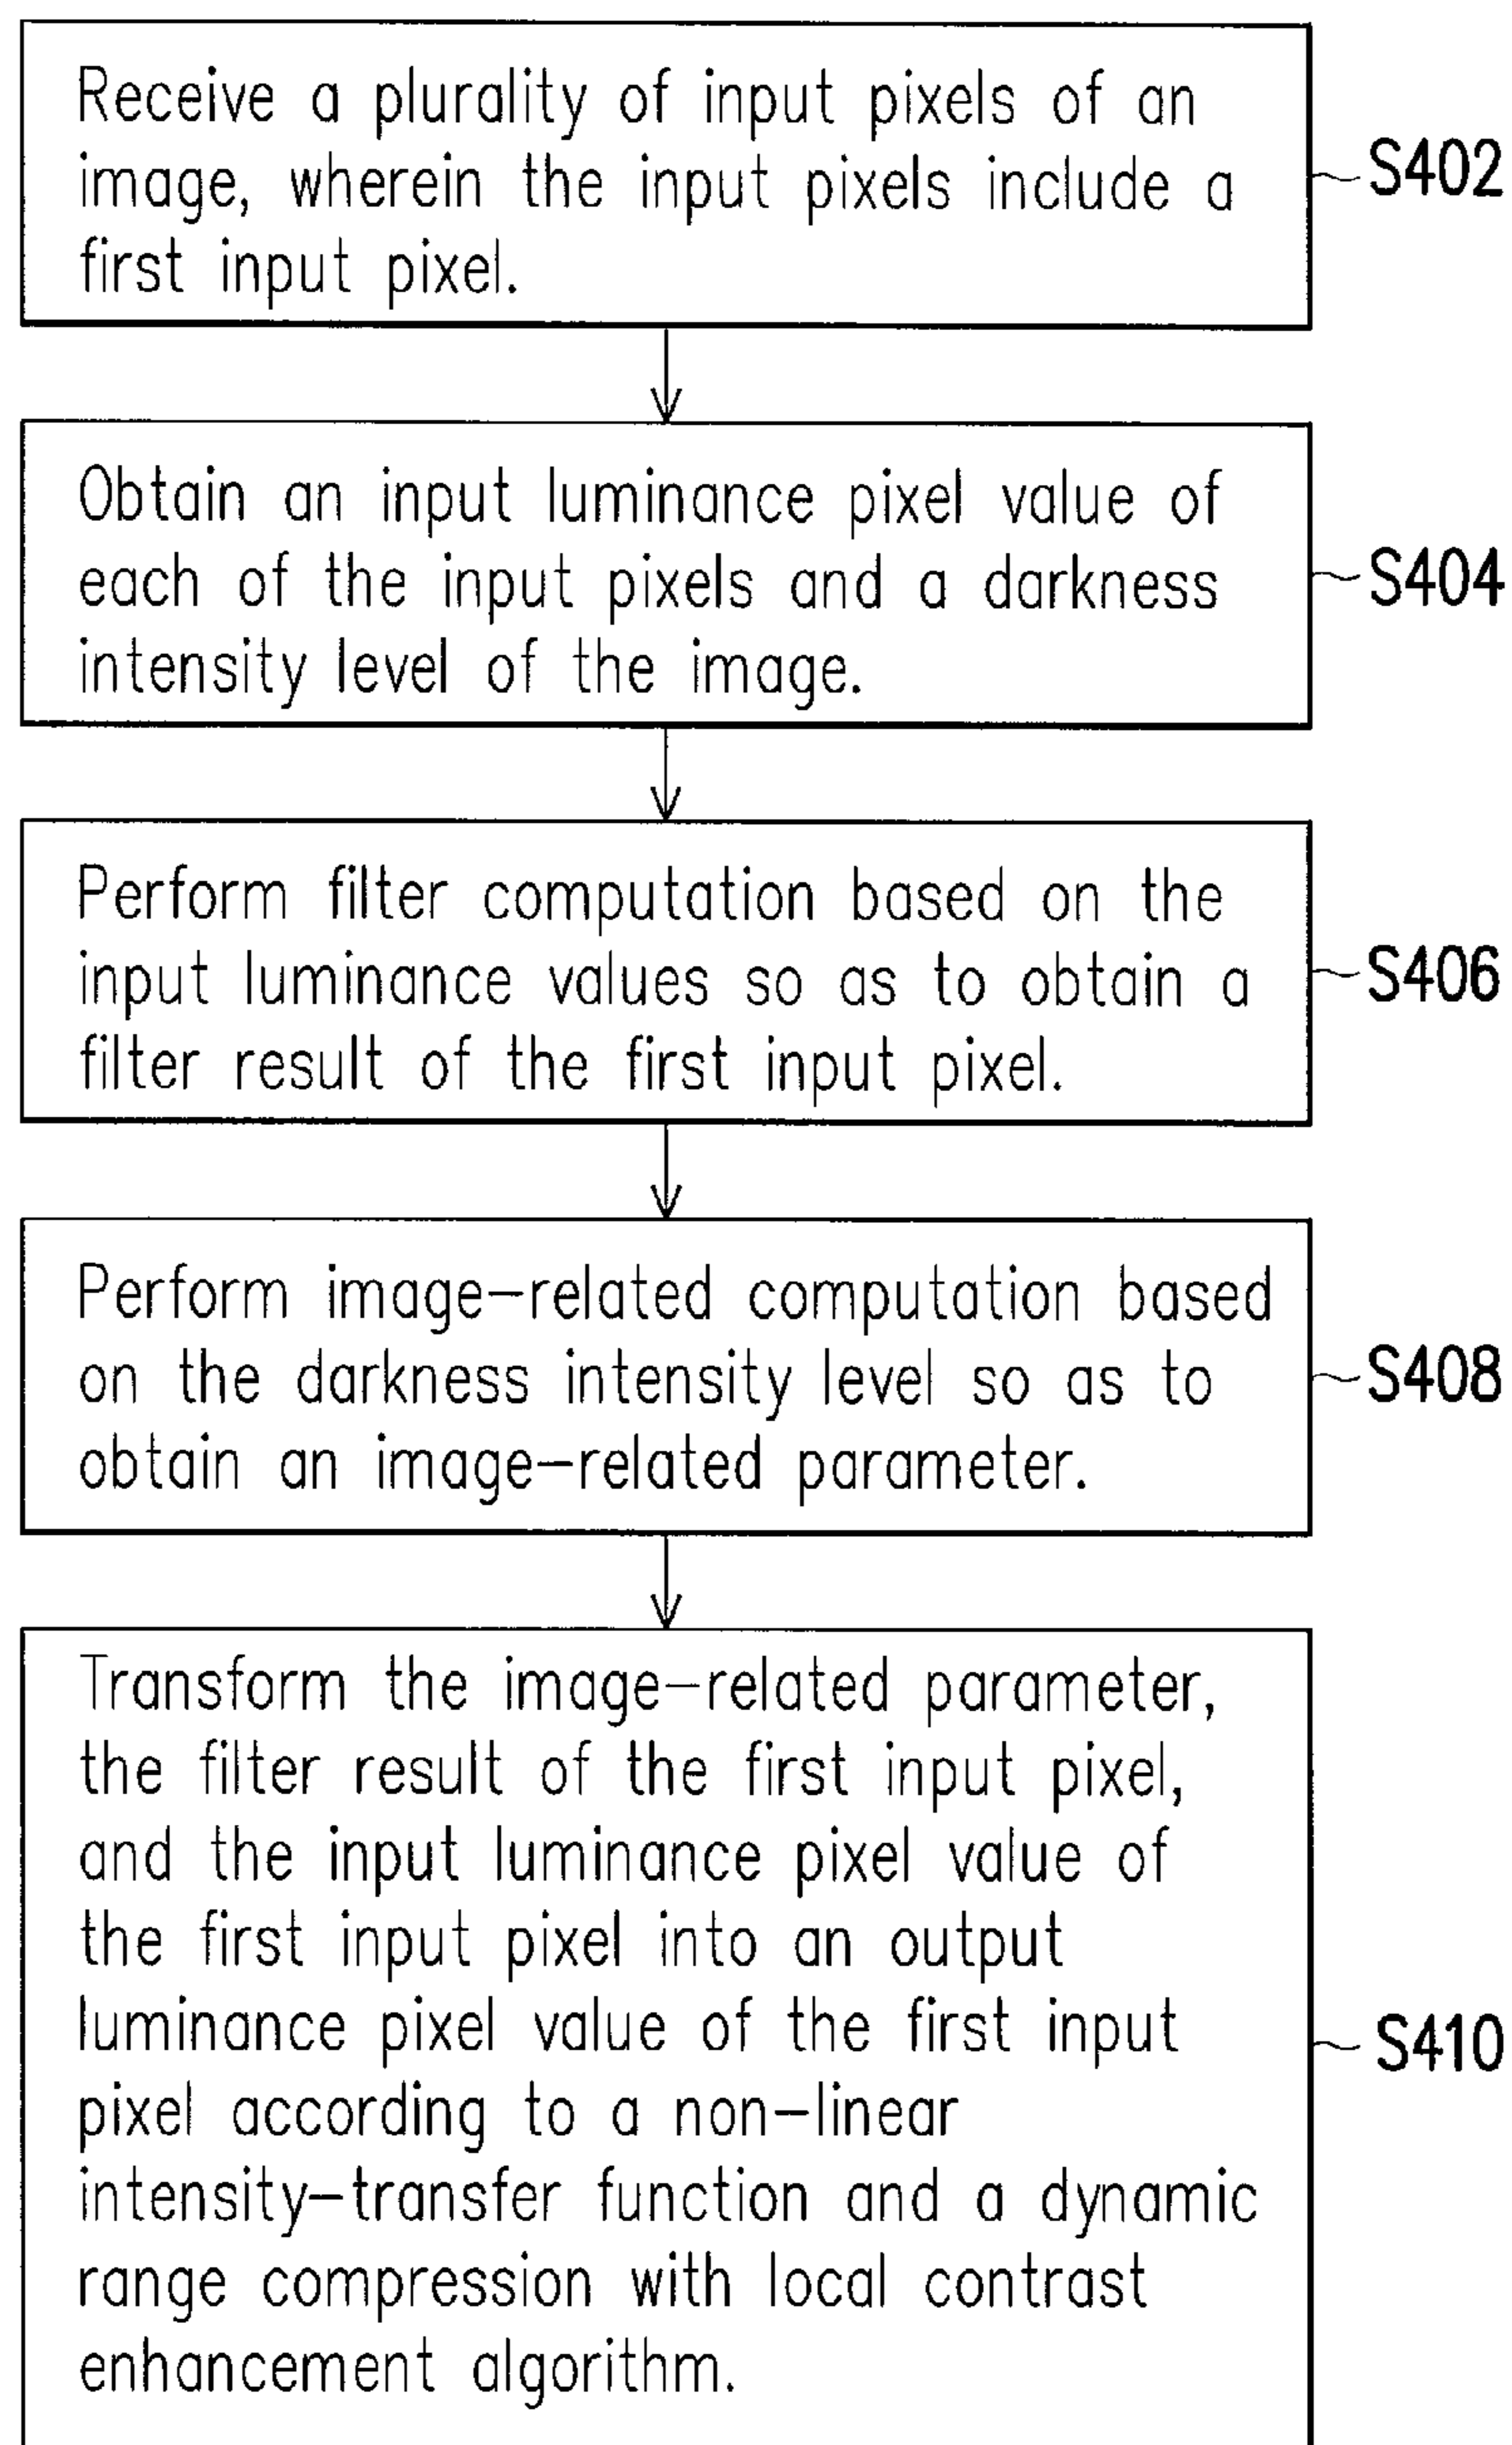 Receive a plurality of input pixels of an
image, wherein the input pixels include a
first input pixel.
S402
Obtain an input luminance pixel value of
each of the input pixels and a darkness
intensity level of the image.
S404
Perform filter computation based on the
input luminance values so as to obtain a
filter result of the first input pixel.
S406
Perform image-related computation based
on the darkness intensity level so as to
obtain an image-related parameter.
S408
Transform the image-related parameter,
the filter result of the first input pixel,
and the input luminance pixel value of
the first input pixel into an output
luminance pixel value of the first input
pixel according to a non-linear
intensity-transfer function and a dynamic
range compression with local contrast
enhancement algorithm.
S410